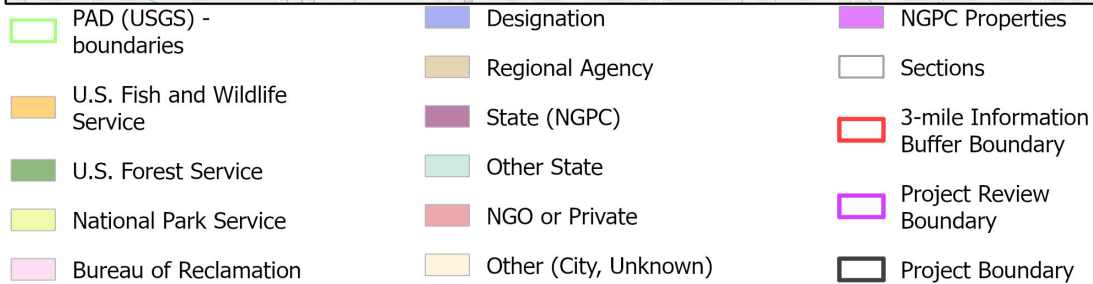 PAD (USGS) -
boundaries
U.S. Fish and Wildlife
Service
U.S. Forest Service
National Park Service
Bureau of Reclamation
Designation
Regional Agency
State (NGPC)
Other State
NGO or Private
Other (City, Unknown)
NGPC Properties
Sections
3-mile Information
Buffer Boundary
Project Review
Boundary
Project Boundary